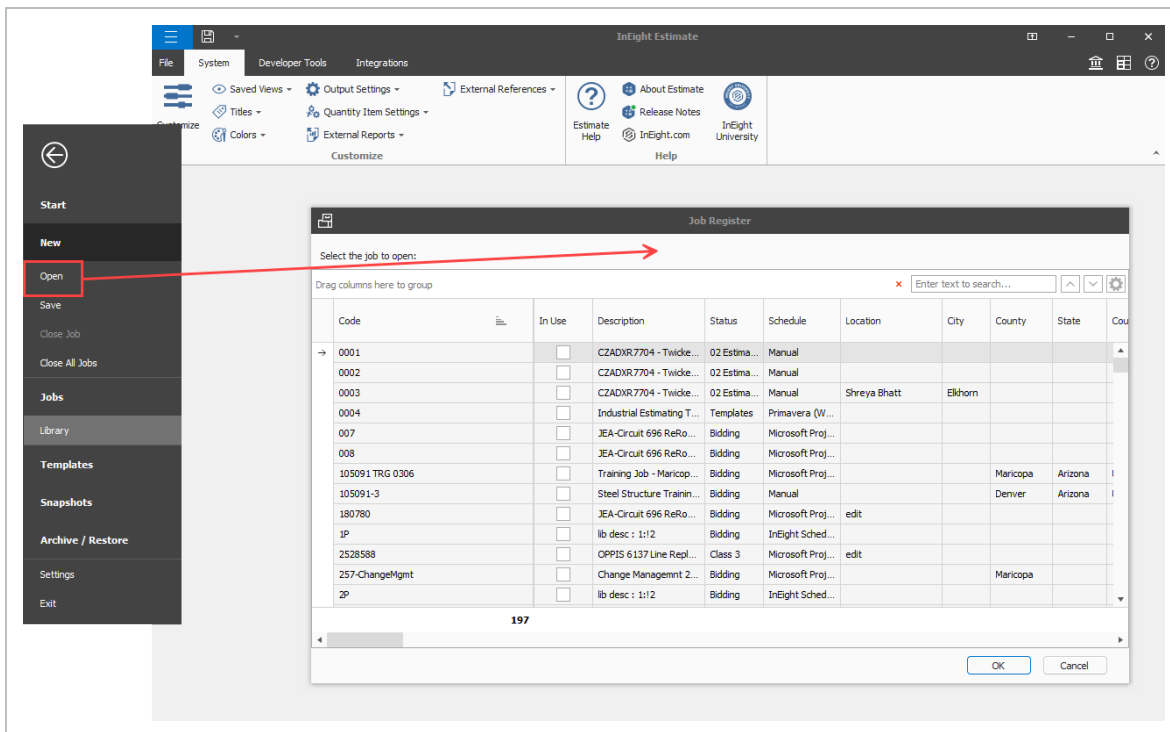 InEight Estimate
File System Developer Tools Integrations
Saved Views Output Settings External References About Estimate
Titles Quantity Item Settings Release Notes
Colors External Reports Estimate Help InEight.com InEight University
Customize Help
Start
New
Open
Save
Close Job
Close All Jobs
Jobs
Library
Templates
Snapshots
Archive / Restore
Settings
Exit
Job Register
Select the job to open:
Drag columns here to group × Enter text to search...
Code In Use Description Status Schedule Location City County State Cou
0001 CZADXR7704 - Twicke... 02 Estima... Manual
0002 CZADXR7704 - Twicke... 02 Estima... Manual
0003 CZADXR7704 - Twicke... 02 Estima... Manual Shreya Bhatt Elkhorn
0004 Industrial Estimating T... Templates Primavera (W...
007 JEA-Circuit 696 ReRo... Bidding Microsoft Proj...
008 JEA-Circuit 696 ReRo... Bidding Microsoft Proj...
105091 TRG 0306 Training Job - Maricop... Bidding Microsoft Proj... Maricopa Arizona
105091-3 Steel Structure Trainin... Bidding Manual Denver Arizona
180780 JEA-Circuit 696 ReRo... Bidding Microsoft Proj... edit
1P lib desc : 1:!2 Bidding InEight Sched...
2528588 OPPIS 6137 Line Repl... Class 3 Microsoft Proj... edit
257-ChangeMgmt Change Managemnt 2... Bidding Microsoft Proj... Maricopa
2P lib desc : 1:!2 Bidding InEight Sched...
197
OK Cancel